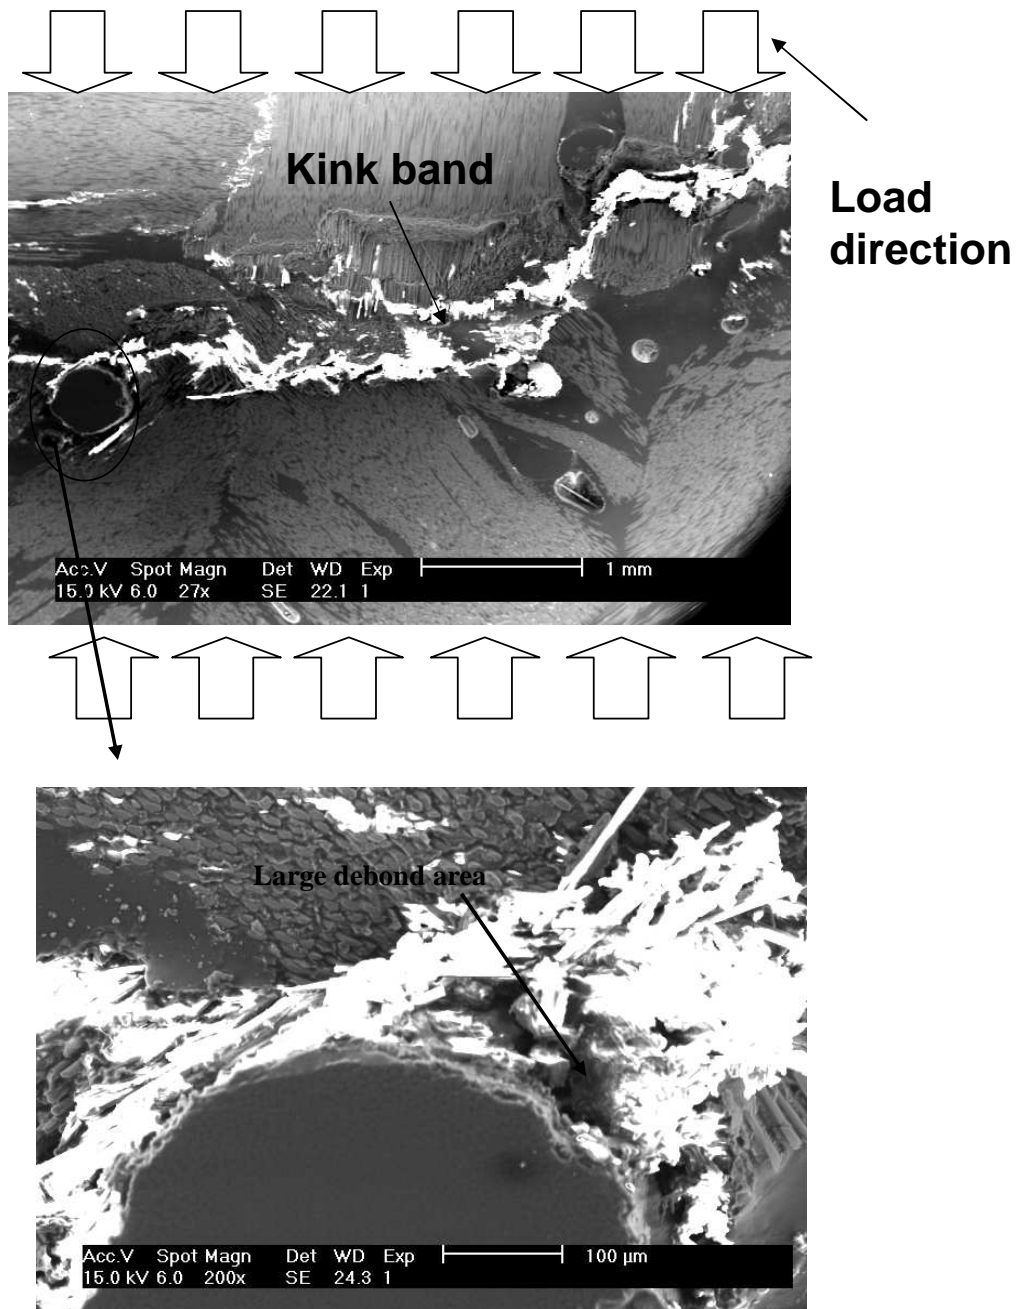 Kink band
Load
direction
Acc.V Spot Magn Det WD Exp 1 mm
15.0 kV 6.0 27x SE 22.1 1
Large debond area
Acc.V Spot Magn Det WD Exp 100 µm
15.0 kV 6.0 200x SE 24.3 1